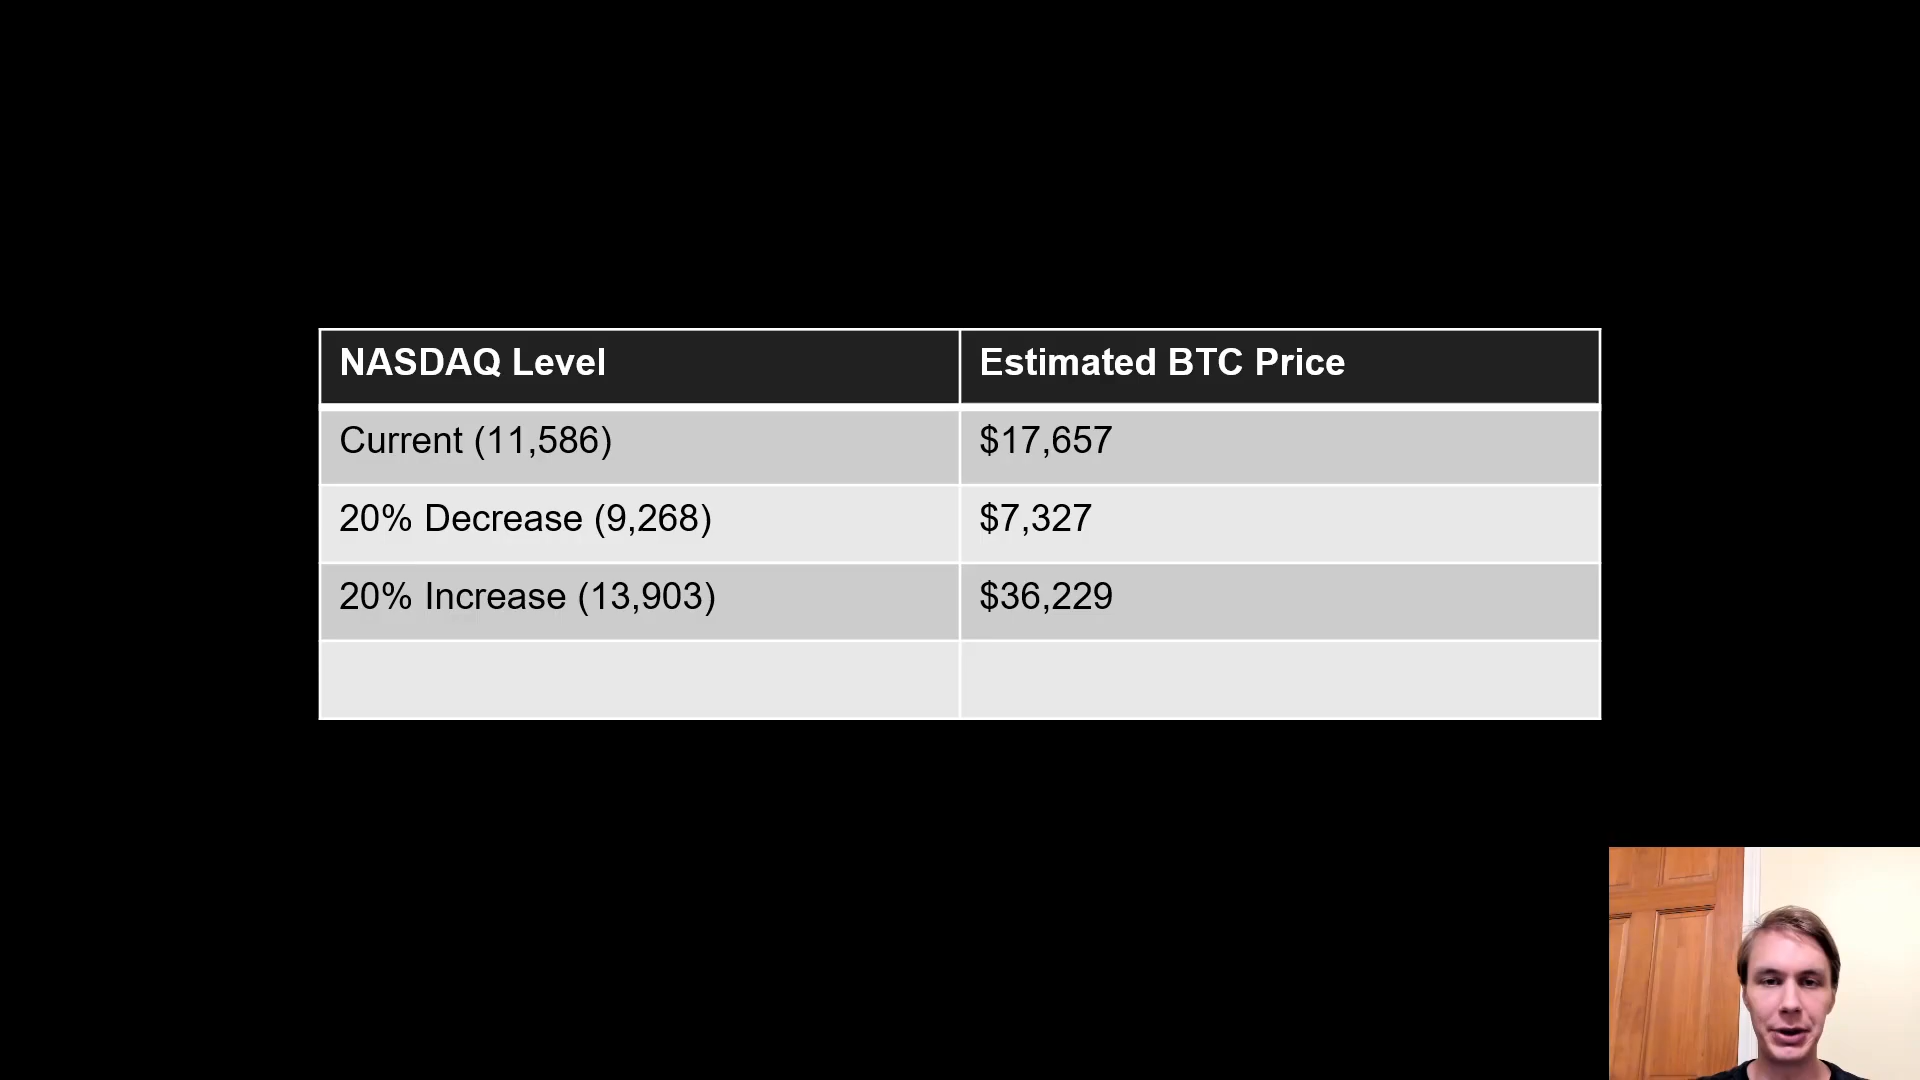 NASDAQ Level Estimated BTC Price
Current (11,586) $17,657
20% Decrease (9,268) $7,327
20% Increase (13,903) $36,229